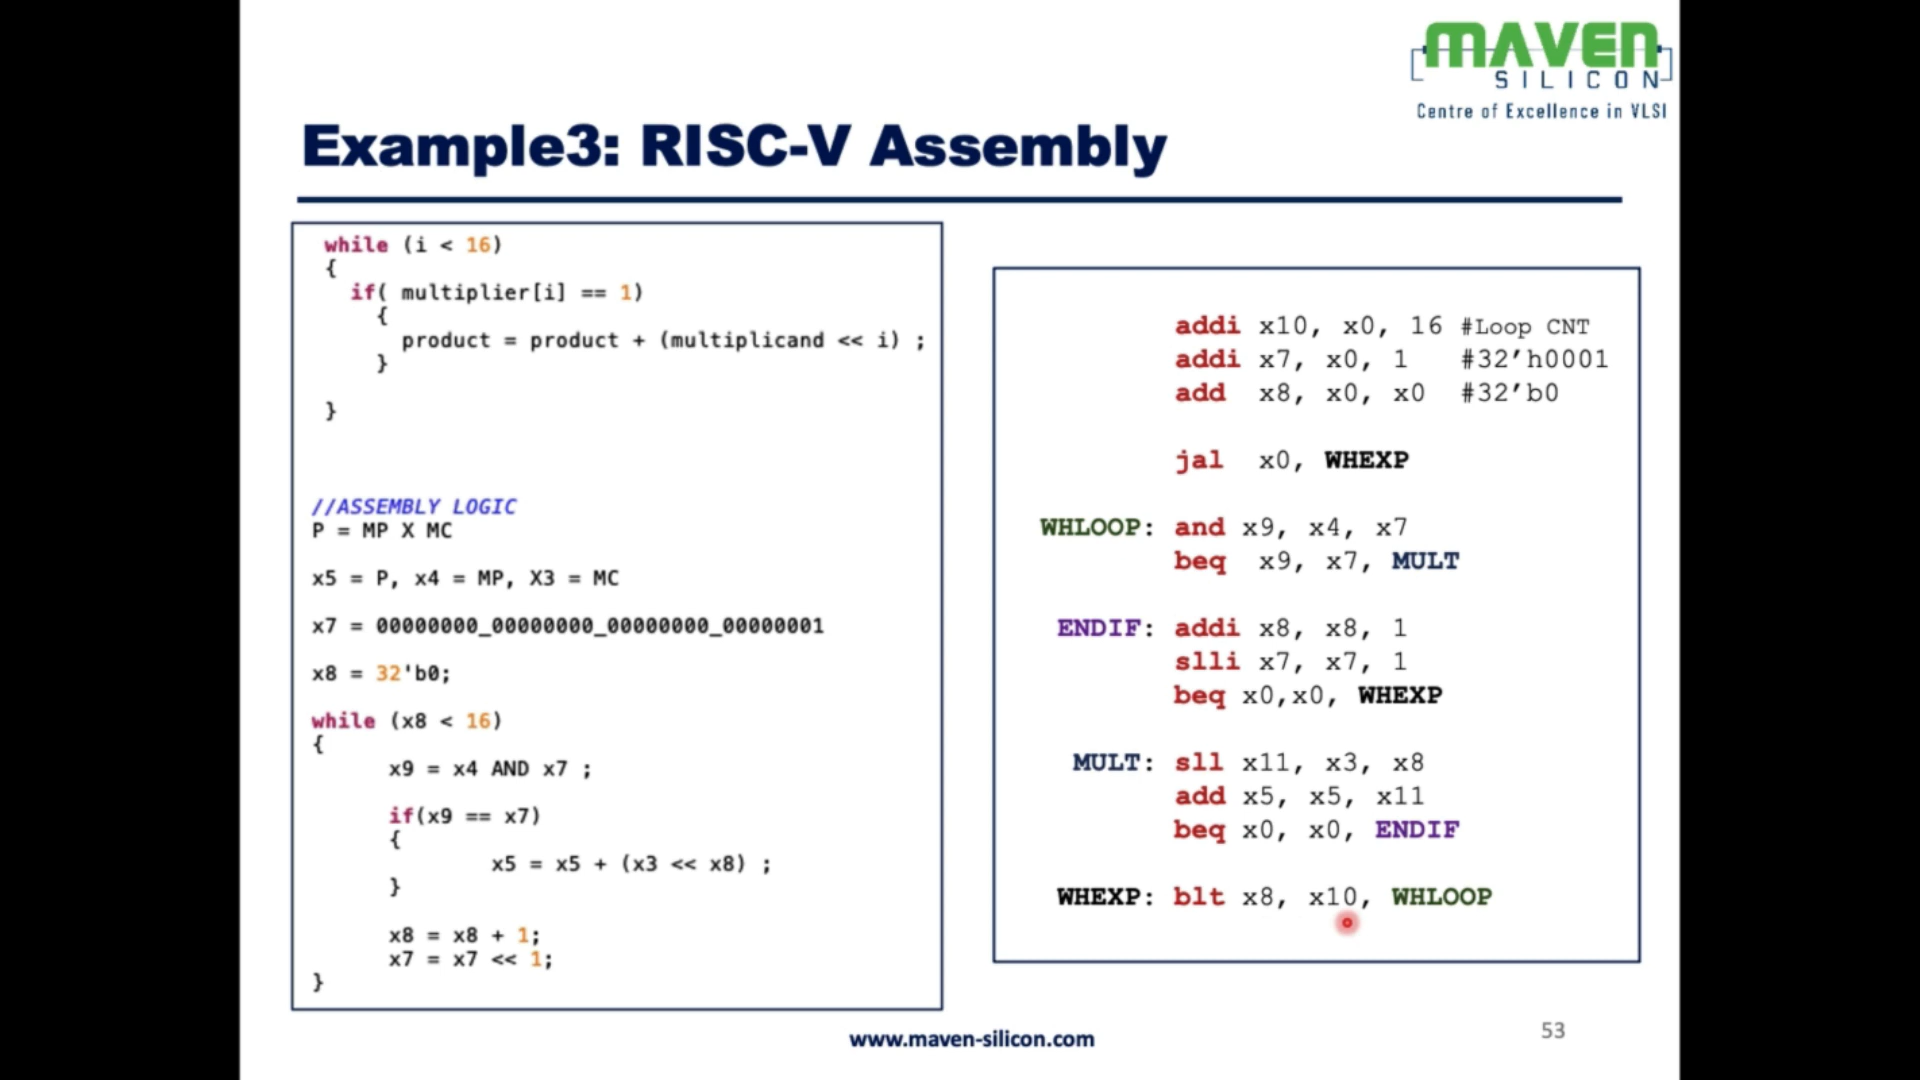 MAVEN
SILICON
Centre of Excellence in VLSI
Example3: RISC-V Assembly
while (i < 16)
{
if( multiplier[i] == 1)
{
product = product + (multiplicand << i) ;
}
}
//ASSEMBLY LOGIC
P = MP X MC
x5 = P, x4 = MP, X3 = MC
x7 = 00000000_00000000_00000000_00000001
x8 = 32'b0;
while (x8 < 16)
{
x9 = x4 AND x7 ;
if(x9 == x7)
{
x5 = x5 + (x3 << x8) ;
}
x8 = x8 + 1;
x7 = x7 << 1;
}
addi x10, x0, 16 #Loop CNT
addi x7, x0, 1 #32’h0001
add x8, x0, x0 #32’b0
jal x0, WHEXP
WHLOOP: and x9, x4, x7
beq x9, x7, MULT
ENDIF: addi x8, x8, 1
slli x7, x7, 1
beq x0,x0, WHEXP
MULT: sll x11, x3, x8
add x5, x5, x11
beq x0, x0, ENDIF
WHEXP: blt x8, x10, WHLOOP
www.maven-silicon.com
53